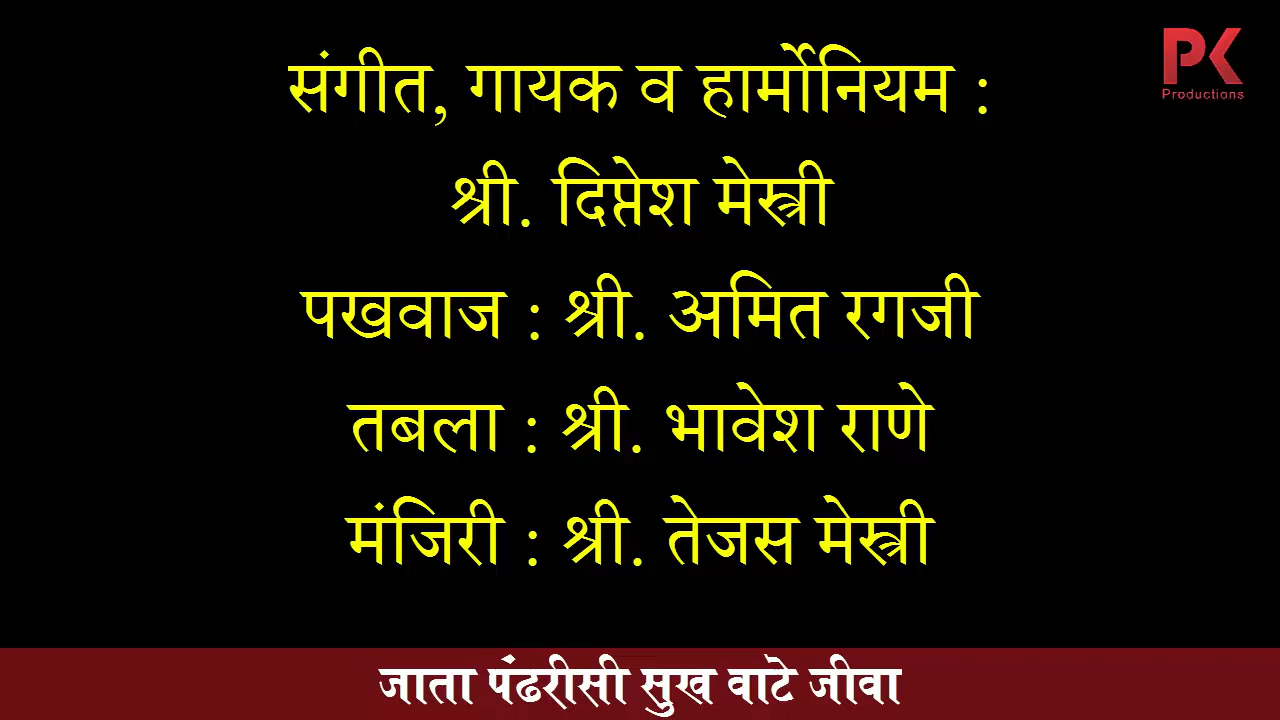 PK
Productions
संगीत, गायक व हार्मोनियम :
श्री. दिप्तेश मेस्त्री
पखवाज : श्री. अमित रगजी
तबला : श्री. भावेश राणे
मंजिरी : श्री. तेजस मेस्त्री
जाता पंढरीसी सुख वाटे जीवा